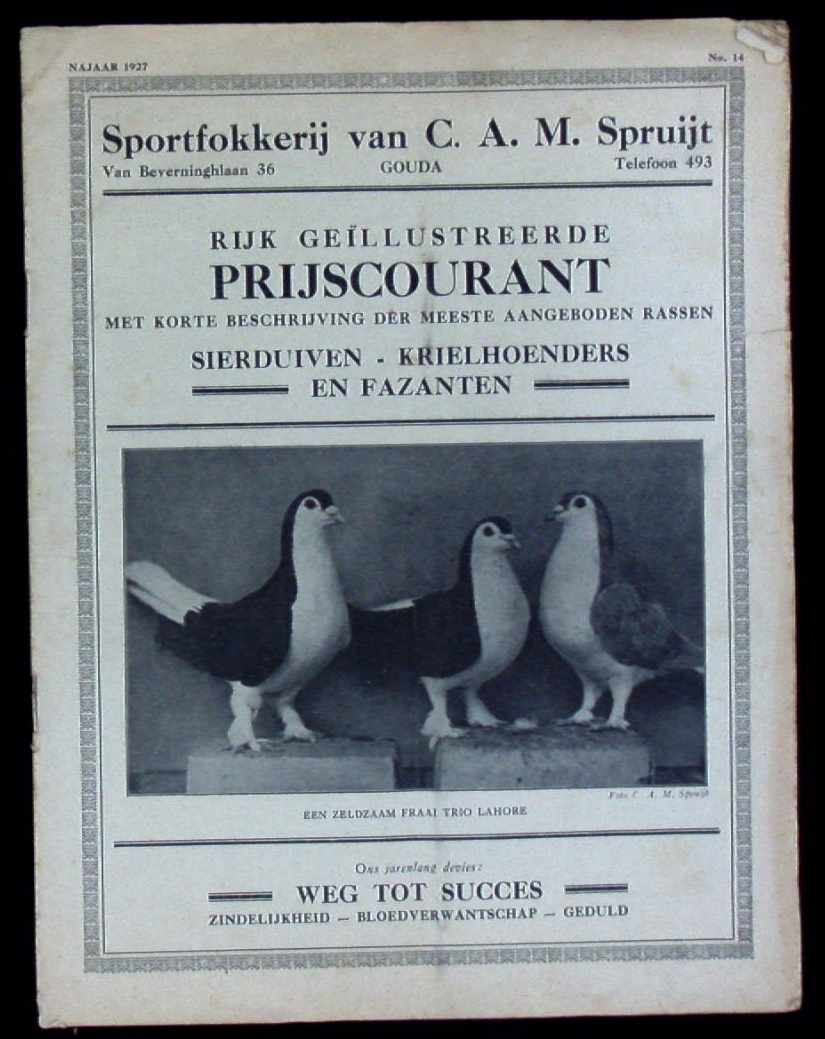 NAJAAR 1927 No. 14
Sportfokkerij van C. A. M. Spruijt
Van Beverninghlaan 36 GOUDA Telefoon 493
RIJK GEÏLLUSTREERDE
PRIJSCOURANT
MET KORTE BESCHRIJVING DER MEESTE AANGEBODEN RASSEN
SIERDUIVEN - KRIELHOENDERS
EN FAZANTEN
Foto C. A. M. Spruijt
EEN ZELDZAAM FRAAI TRIO LAHORE
Ons jarenlang devies:
WEG TOT SUCCES
ZINDELIJKHEID — BLOEDVERWANTSCHAP — GEDULD